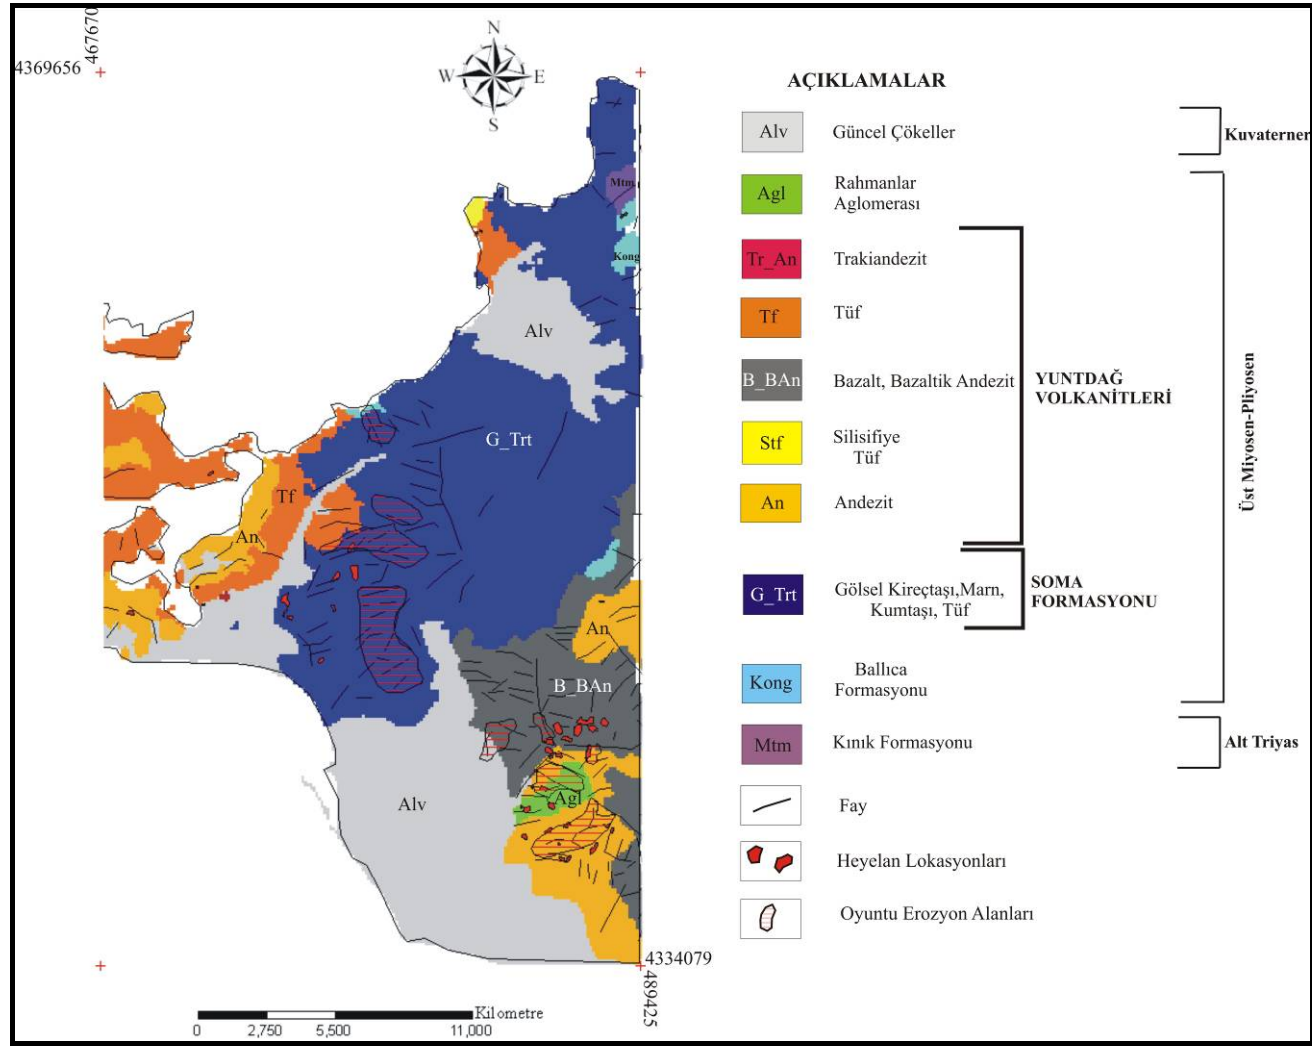 467670
4369656
N
W
E
S
Mtm
Kong
Alv
G_Trt
Tf
An
An
B_BAn
Agl
Alv
4334079
489425
Kilometre
0 2,750 5,500 11,000
AÇIKLAMALAR
Alv Güncel Çökeller
Kuvaterner
Agl Rahmanlar
Aglomerası
Tr_An Trakiandezit
Tf Tüf
B_BAn Bazalt, Bazaltik Andezit
YUNTDAĞ
VOLKANİTLERİ
Stf Silisifiye
Tüf
An Andezit
G_Trt Gölsel Kireçtaşı,Marn,
Kumtaşı, Tüf
SOMA
FORMASYONU
Üst Miyosen-Pliyosen
Kong Ballıca
Formasyonu
Mtm Kınık Formasyonu
Alt Triyas
Fay
Heyelan Lokasyonları
Oyuntu Erozyon Alanları